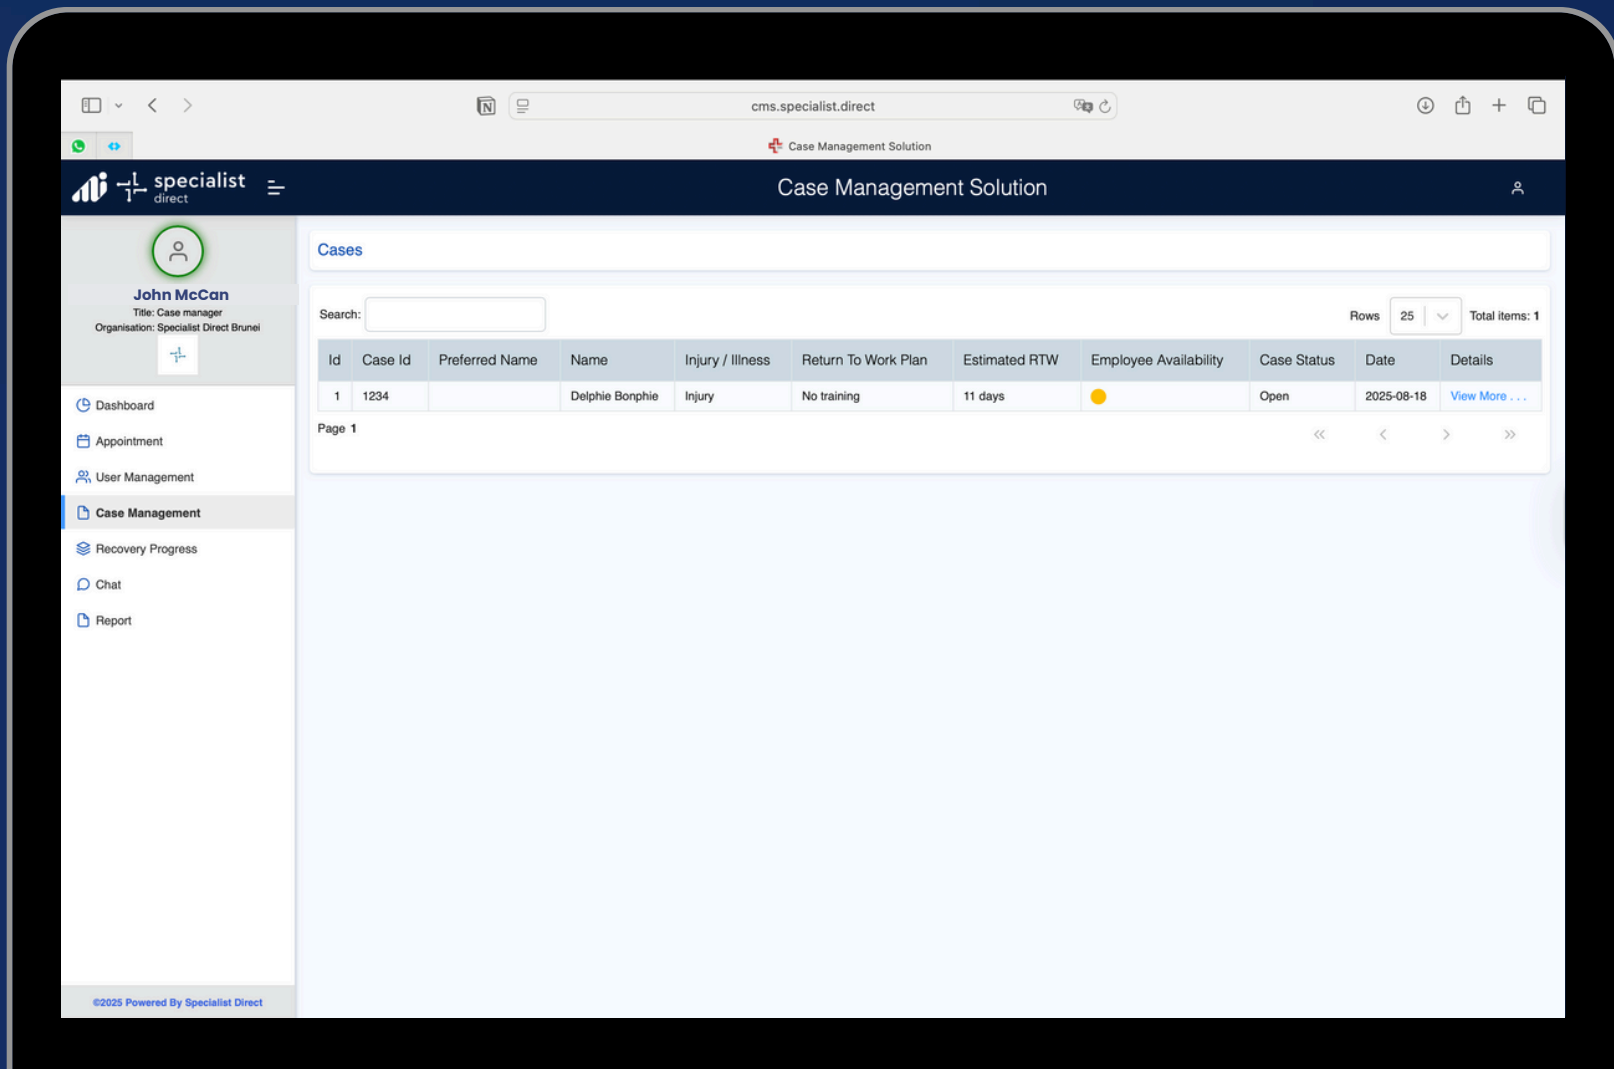 cms.specialist.direct
Case Management Solution
specialist
direct
Case Management Solution
John McCan
Title: Case manager
Organisation: Specialist Direct Brunei
Dashboard
Appointment
User Management
Case Management
Recovery Progress
Chat
Report
©2025 Powered By Specialist Direct
Cases
Search:
Rows 25 Total items: 1
Id Case Id Preferred Name Name Injury / Illness Return To Work Plan Estimated RTW Employee Availability Case Status Date Details
1 1234 Delphie Bonphie Injury No training 11 days Open 2025-08-18 View More . . .
Page 1